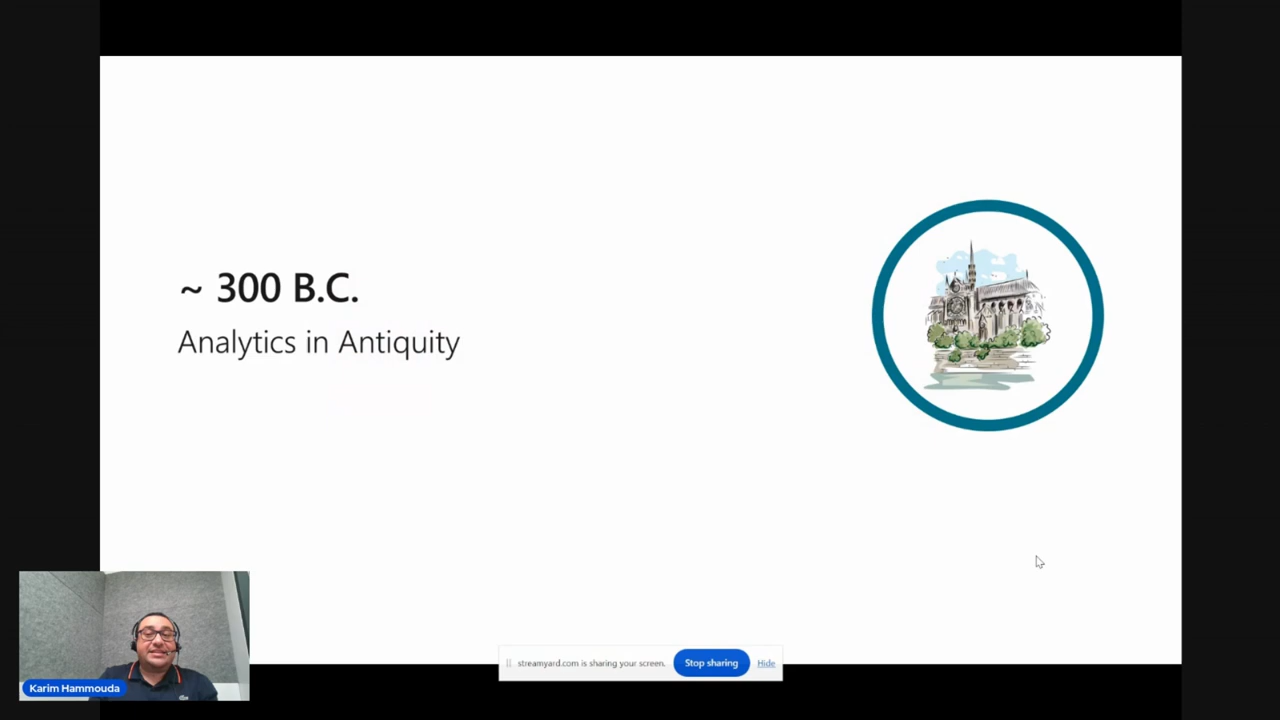 ~ 300 B.C.
Analytics in Antiquity
streamyard.com is sharing your screen.
Stop sharing
Hide
Karim Hammouda